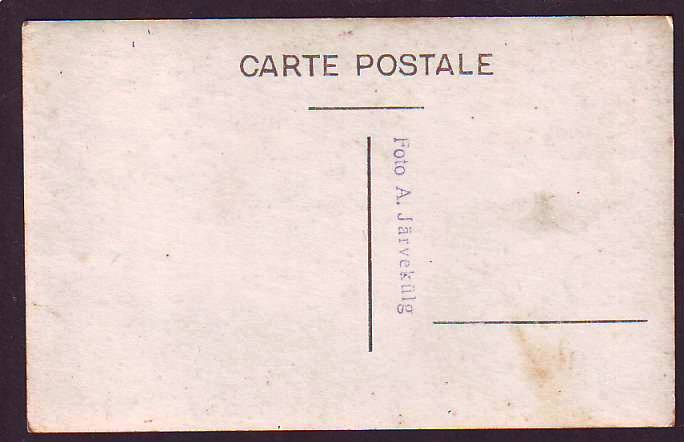 CARTE POSTALE
Foto A. Järvekülg